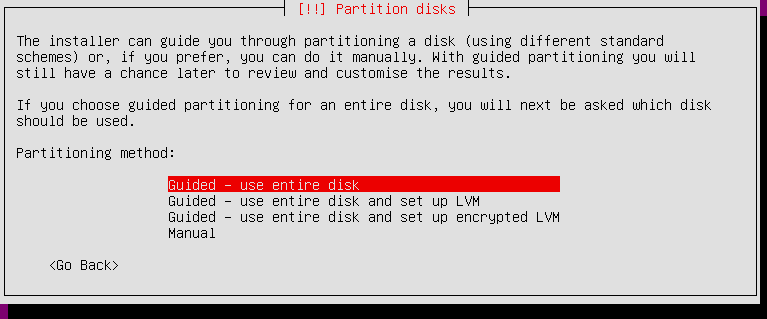 [!!] Partition disks
The installer can guide you through partitioning a disk (using different standard
schemes) or, if you prefer, you can do it manually. With guided partitioning you will
still have a chance later to review and customise the results.
If you choose guided partitioning for an entire disk, you will next be asked which disk
should be used.
Partitioning method:
Guided - use entire disk
Guided - use entire disk and set up LVM
Guided - use entire disk and set up encrypted LVM
Manual
<Go Back>